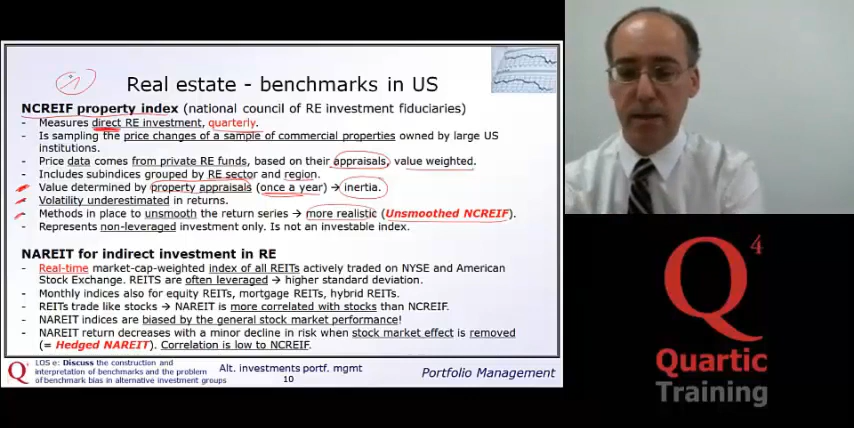 Real estate - benchmarks in US
NCREIF property index (national council of RE investment fiduciaries)
- Measures direct RE investment, quarterly.
- Is sampling the price changes of a sample of commercial properties owned by large US
institutions.
- Price data comes from private RE funds, based on their appraisals, value weighted.
- Includes subindices grouped by RE sector and region.
- Value determined by property appraisals (once a year) → inertia.
- Volatility underestimated in returns.
- Methods in place to unsmooth the return series → more realistic (Unsmoothed NCREIF).
- Represents non-leveraged investment only. Is not an investable index.
NAREIT for indirect investment in RE
- Real-time market-cap-weighted index of all REITs actively traded on NYSE and American
Stock Exchange. REITS are often leveraged → higher standard deviation.
- Monthly indices also for equity REITs, mortgage REITs, hybrid REITs.
- REITs trade like stocks → NAREIT is more correlated with stocks than NCREIF.
- NAREIT indices are biased by the general stock market performance!
- NAREIT return decreases with a minor decline in risk when stock market effect is removed
(= Hedged NAREIT). Correlation is low to NCREIF.
Q4
LOS e: Discuss the construction and
interpretation of benchmarks and the problem
of benchmark bias in alternative investment groups
Alt. investments portf. mgmt
10
Portfolio Management
Q4
Quartic
Training